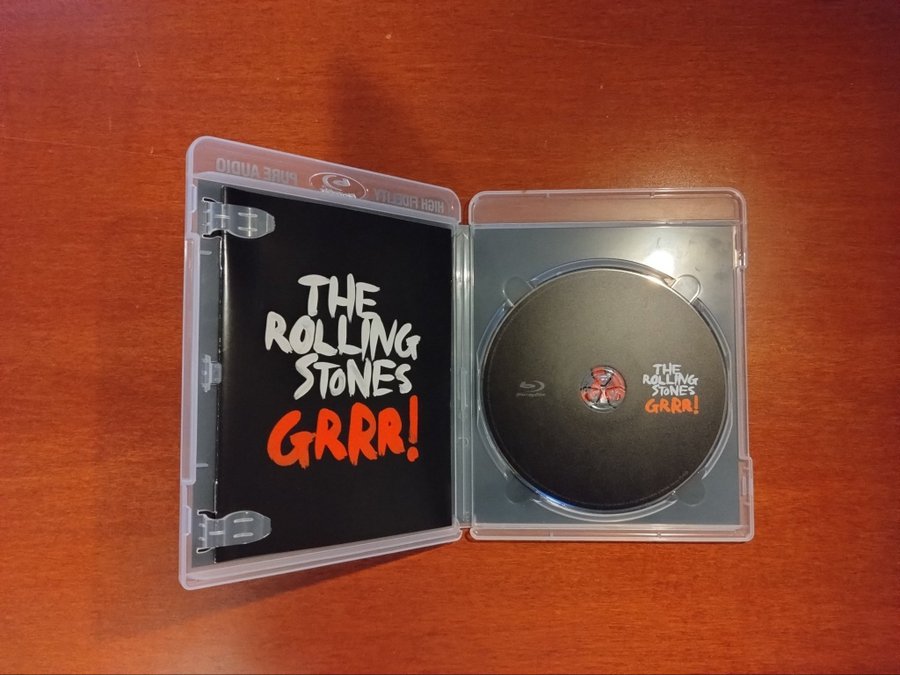 HIGH FIDELITY PURE AUDIO
THE
ROLLING
STONES
GRRR!
THE
ROLLING
STONES
GRRR!